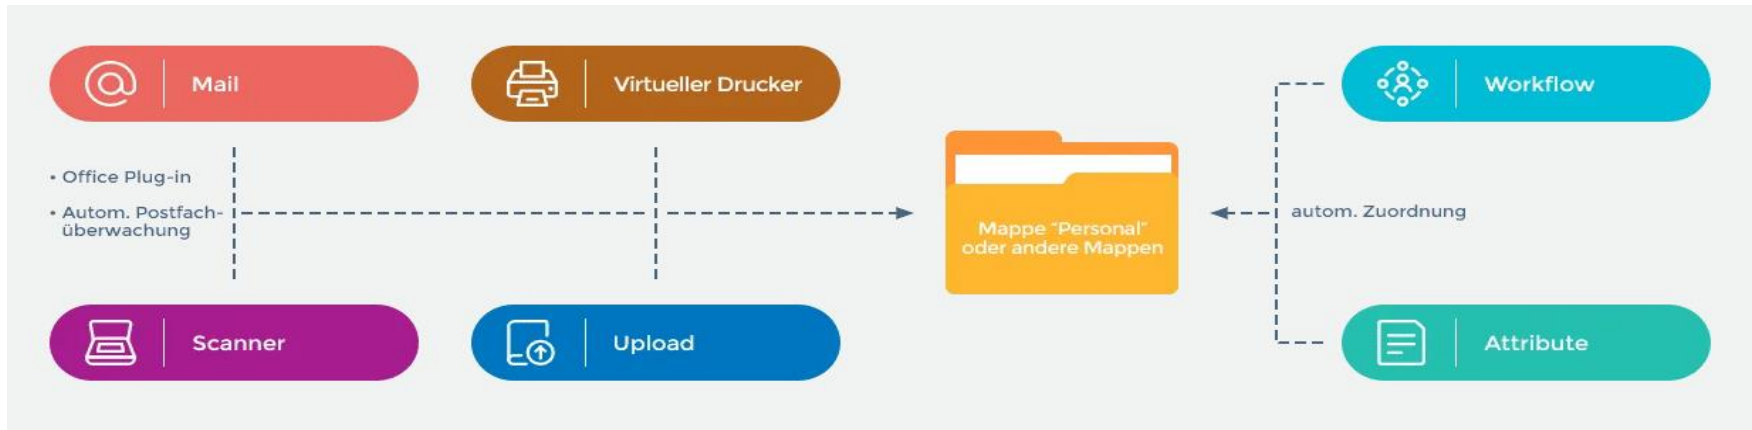 Mail
Virtueller Drucker
Workflow
• Office Plug-in
• Autom. Postfach-
überwachung
Mappe "Personal"
oder andere Mappen
autom. Zuordnung
Scanner
Upload
Attribute